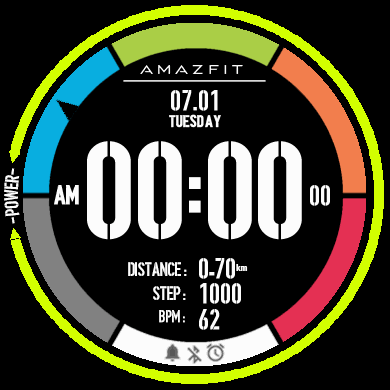 AMAZFIT
07.01
TUESDAY
AM 00:00 00
-POWER-
DISTANCE: 0.70km
STEP: 1000
BPM: 62